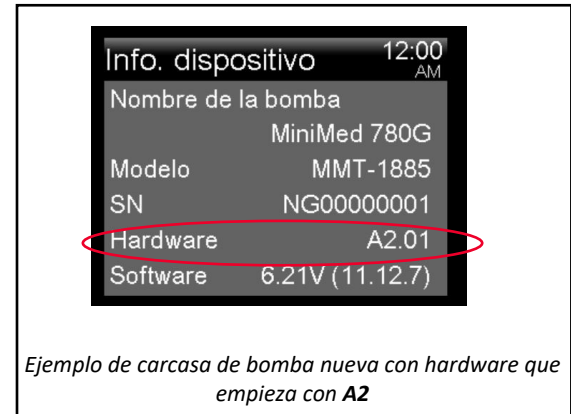 Info. dispositivo 12:00
AM
Nombre de la bomba
MiniMed 780G
Modelo MMT-1885
SN NG00000001
Hardware A2.01
Software 6.21V (11.12.7)
Ejemplo de carcasa de bomba nueva con hardware que
empieza con A2